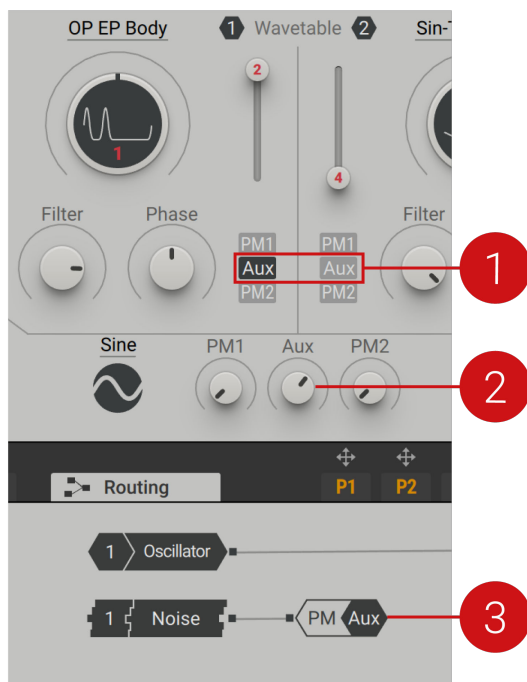 OP EP Body
1 Wavetable 2
Sin-T
2
1
4
Filter
Phase
Filter
PM1
PM1
Aux
Aux
1
PM2
PM2
Sine
PM1
Aux
PM2
2
Routing
P1
P2
1 Oscillator
1 Noise
PM Aux
3